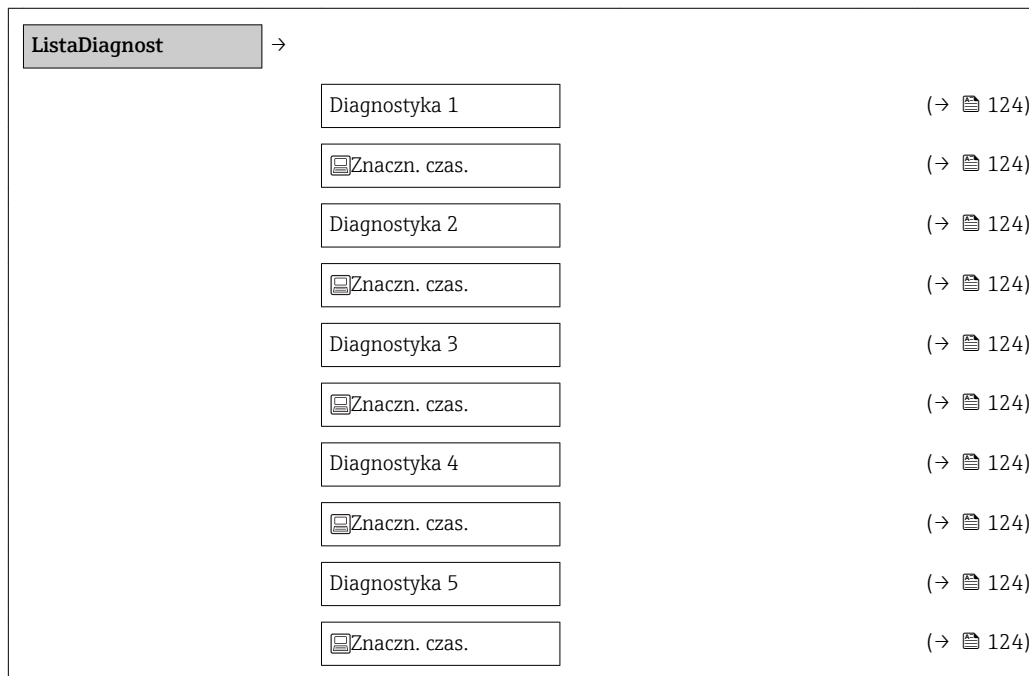 ListaDiagnost →
Diagnostyka 1 (→ 124)
Znaczn. czas. (→ 124)
Diagnostyka 2 (→ 124)
Znaczn. czas. (→ 124)
Diagnostyka 3 (→ 124)
Znaczn. czas. (→ 124)
Diagnostyka 4 (→ 124)
Znaczn. czas. (→ 124)
Diagnostyka 5 (→ 124)
Znaczn. czas. (→ 124)